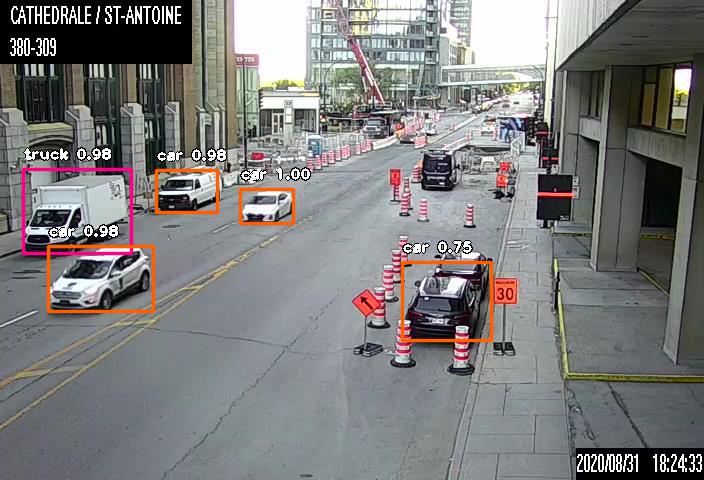 CATHEDRALE / ST-ANTOINE
380-309
truck 0.98
car 0.98
car 1.00
car 0.98
car 0.75
30
2020/08/31 18:24:33